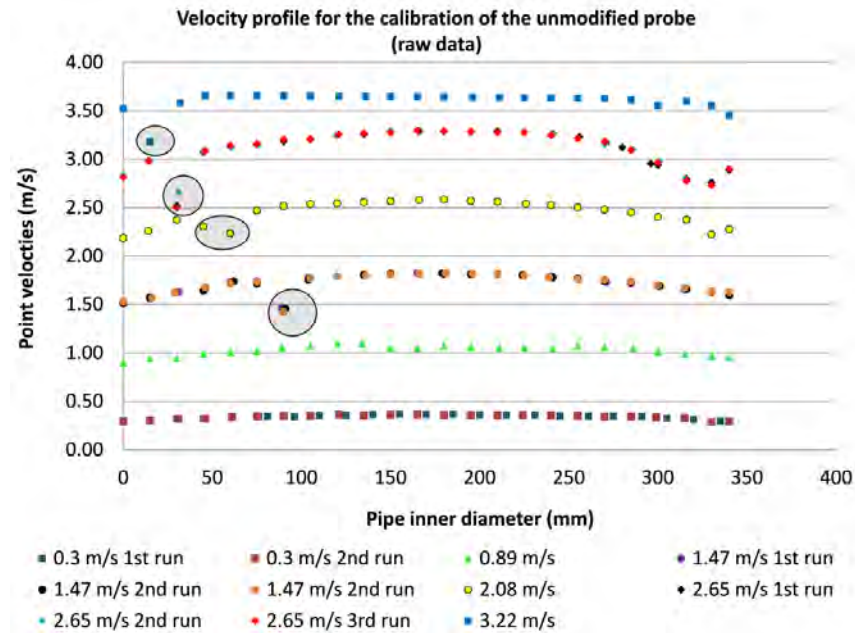 Velocity profile for the calibration of the unmodified probe
(raw data)
4.00
3.50
3.00
2.50
2.00
1.50
1.00
0.50
0.00
Point velocties (m/s)
0 50 100 150 200 250 300 350 400
Pipe inner diameter (mm)
0.3 m/s 1st run 0.3 m/s 2nd run 0.89 m/s 1.47 m/s 1st run
1.47 m/s 2nd run 1.47 m/s 2nd run 2.08 m/s 2.65 m/s 1st run
2.65 m/s 2nd run 2.65 m/s 3rd run 3.22 m/s